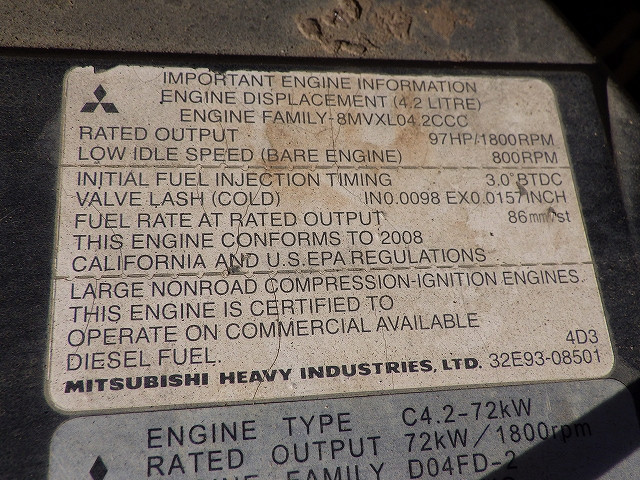 IMPORTANT ENGINE INFORMATION
ENGINE DISPLACEMENT (4.2 LITRE)
ENGINE FAMILY-8MVXL04.2CCC
RATED OUTPUT 97HP/1800RPM
LOW IDLE SPEED (BARE ENGINE) 800RPM
INITIAL FUEL INJECTION TIMING 3.0°BTDC
VALVE LASH (COLD) IN0.0098 EX0.0157INCH
FUEL RATE AT RATED OUTPUT 86mm³/st
THIS ENGINE CONFORMS TO 2008
CALIFORNIA AND U.S.EPA REGULATIONS
LARGE NONROAD COMPRESSION-IGNITION ENGINES.
THIS ENGINE IS CERTIFIED TO
OPERATE ON COMMERCIAL AVAILABLE
DIESEL FUEL. 4D3
MITSUBISHI HEAVY INDUSTRIES, LTD. 32E93-08501
ENGINE TYPE C4.2-72kW
RATED OUTPUT 72kW/1800rpm
FAMILY D04FD-2